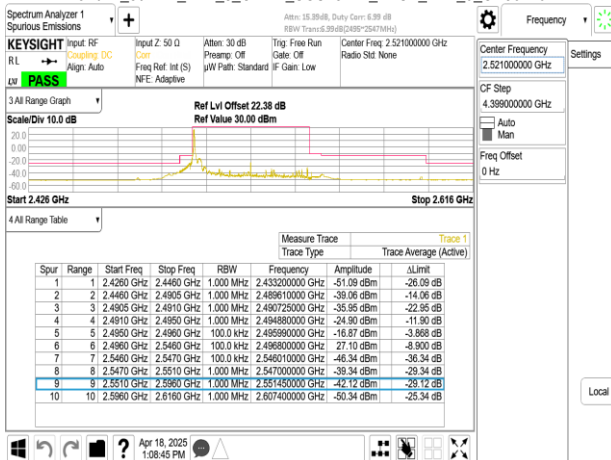 Spectrum Analyzer 1
Spurious Emissions
Attn: 15.39dB, Duty Corr: 6.99 dB
RBW Trans:6.99dB(2495*2547MHz)
Frequency
KEYSIGHT Input: RF Input Z: 50 Ω Atten: 30 dB Trig: Free Run Center Freq: 2.521000000 GHz
RL Coupling: DC Corr Preamp: Off Gate: Off Radio Std: None
Align: Auto Freq Ref: Int (S) µW Path: Standard IF Gain: Low
LXI PASS NFE: Adaptive
Center Frequency
2.521000000 GHz
Settings
CF Step
4.399000000 GHz
Auto
Man
Freq Offset
0 Hz
3 All Range Graph
Ref Lvl Offset 22.38 dB
Scale/Div 10.0 dB Ref Value 30.00 dBm
20.0
0.00
-20.0
-40.0
-60.0
Start 2.426 GHz Stop 2.616 GHz
4 All Range Table
Measure Trace Trace 1
Trace Type Trace Average (Active)
Spur Range Start Freq Stop Freq RBW Frequency Amplitude ΔLimit
1 1 2.4260 GHz 2.4460 GHz 1.000 MHz 2.433200000 GHz -51.09 dBm -26.09 dB
2 2 2.4460 GHz 2.4905 GHz 1.000 MHz 2.489610000 GHz -39.06 dBm -14.06 dB
3 3 2.4905 GHz 2.4910 GHz 1.000 MHz 2.490725000 GHz -35.95 dBm -22.95 dB
4 4 2.4910 GHz 2.4950 GHz 1.000 MHz 2.494880000 GHz -24.90 dBm -11.90 dB
5 5 2.4950 GHz 2.4960 GHz 100.0 kHz 2.495990000 GHz -16.87 dBm -3.868 dB
6 6 2.4960 GHz 2.5460 GHz 100.0 kHz 2.496800000 GHz 27.10 dBm -8.900 dB
7 7 2.5460 GHz 2.5470 GHz 100.0 kHz 2.546010000 GHz -46.34 dBm -36.34 dB
8 8 2.5470 GHz 2.5510 GHz 1.000 MHz 2.547000000 GHz -39.34 dBm -29.34 dB
9 9 2.5510 GHz 2.5960 GHz 1.000 MHz 2.551450000 GHz -42.12 dBm -29.12 dB
10 10 2.5960 GHz 2.6160 GHz 1.000 MHz 2.607400000 GHz -50.34 dBm -25.34 dB
Local
Apr 18, 2025
1:08:45 PM